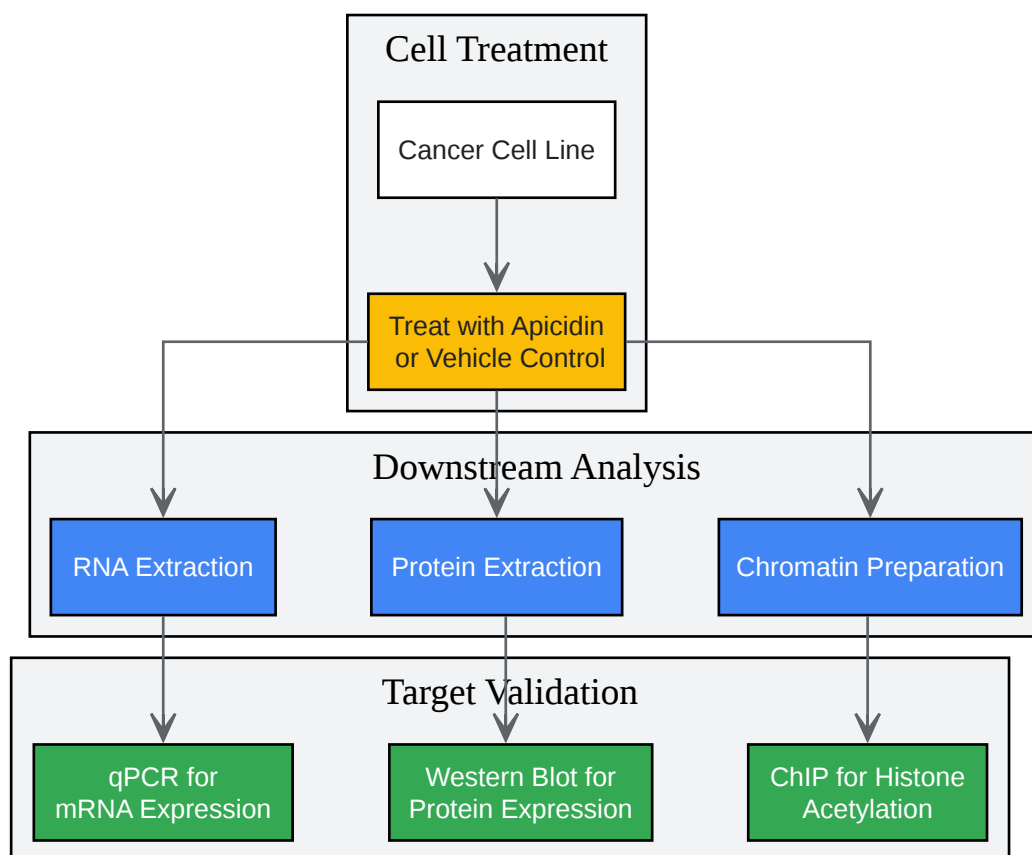 Cell Treatment
Cancer Cell Line
Treat with Apicidin
or Vehicle Control
Downstream Analysis
RNA Extraction
Protein Extraction
Chromatin Preparation
Target Validation
qPCR for
mRNA Expression
Western Blot for
Protein Expression
ChIP for Histone
Acetylation